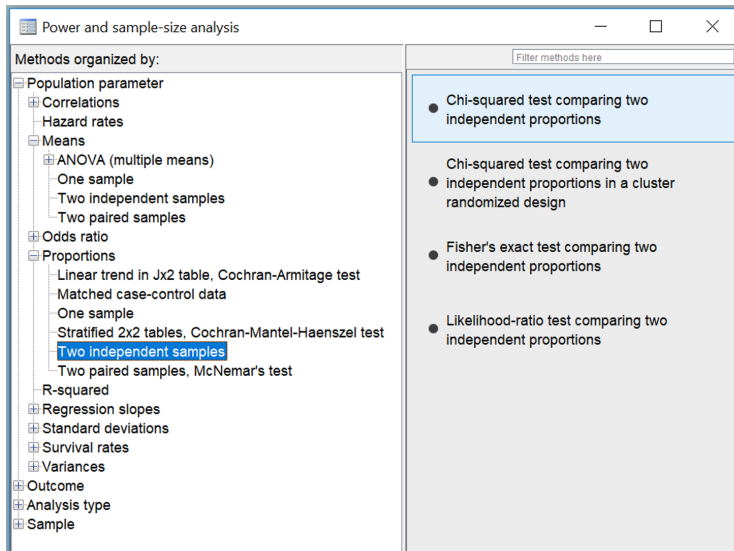 Power and sample-size analysis
Methods organized by:
Filter methods here
Population parameter
Correlations
Hazard rates
Means
ANOVA (multiple means)
One sample
Two independent samples
Two paired samples
Odds ratio
Proportions
Linear trend in Jx2 table, Cochran-Armitage test
Matched case-control data
One sample
Stratified 2x2 tables, Cochran-Mantel-Haenszel test
Two independent samples
Two paired samples, McNemar's test
R-squared
Regression slopes
Standard deviations
Survival rates
Variances
Outcome
Analysis type
Sample
Chi-squared test comparing two
independent proportions
Chi-squared test comparing two
independent proportions in a cluster
randomized design
Fisher's exact test comparing two
independent proportions
Likelihood-ratio test comparing two
independent proportions